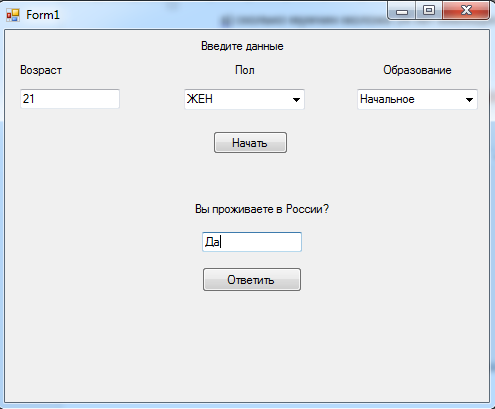 Form1
Введите данные
Возраст Пол Образование
21 ЖЕН Начальное
Начать
Вы проживаете в России?
Да
Ответить